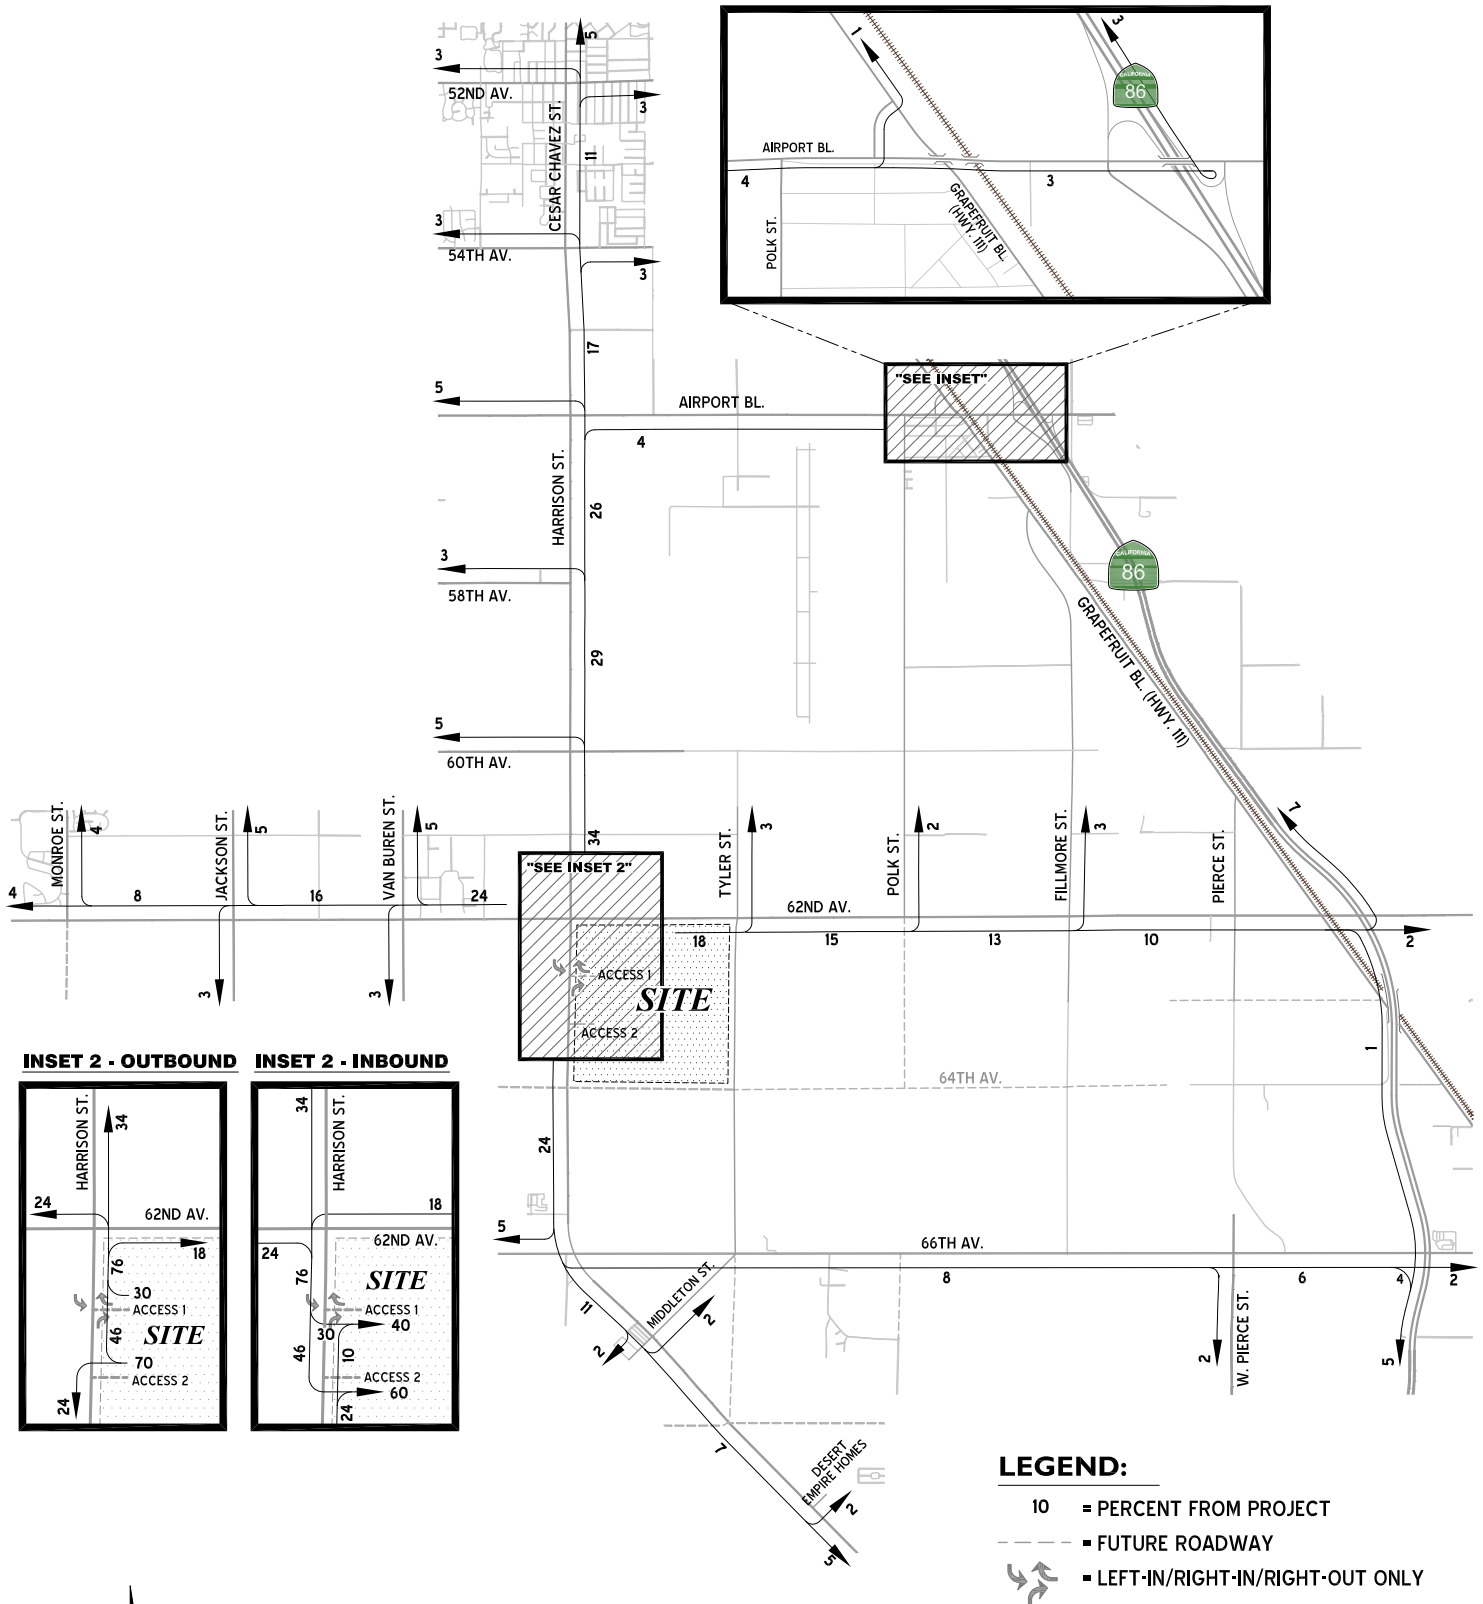 5
3
52ND AV.
3
CESAR CHAVEZ ST.
11
3
54TH AV.
3
17
1
3
CALIFORNIA
86
AIRPORT BL.
4
3
POLK ST.
GRAPEFRUIT BL.
(HWY. 111)
"SEE INSET"
5
AIRPORT BL.
4
HARRISON ST.
26
3
58TH AV.
CALIFORNIA
86
GRAPEFRUIT BL. (HWY. 111)
29
5
60TH AV.
34
MONROE ST.
4
JACKSON ST.
5
VAN BUREN ST.
5
"SEE INSET 2"
TYLER ST.
3
POLK ST.
2
FILLMORE ST.
3
PIERCE ST.
7
4
8
16
24
62ND AV.
18
15
13
10
2
3
3
ACCESS 1
SITE
ACCESS 2
1
64TH AV.
24
5
66TH AV.
8
6
4
2
11
MIDDLETON ST.
2
2
2
W. PIERCE ST.
5
7
DESERT
EMPIRE HOMES
2
5
INSET 2 - OUTBOUND
HARRISON ST.
34
24
62ND AV.
18
76
30
ACCESS 1
46
SITE
70
ACCESS 2
24
INSET 2 - INBOUND
34
HARRISON ST.
18
24
62ND AV.
76
SITE
ACCESS 1
30
40
46
10
ACCESS 2
60
24
LEGEND:
10 = PERCENT FROM PROJECT
= FUTURE ROADWAY
= LEFT-IN/RIGHT-IN/RIGHT-OUT ONLY